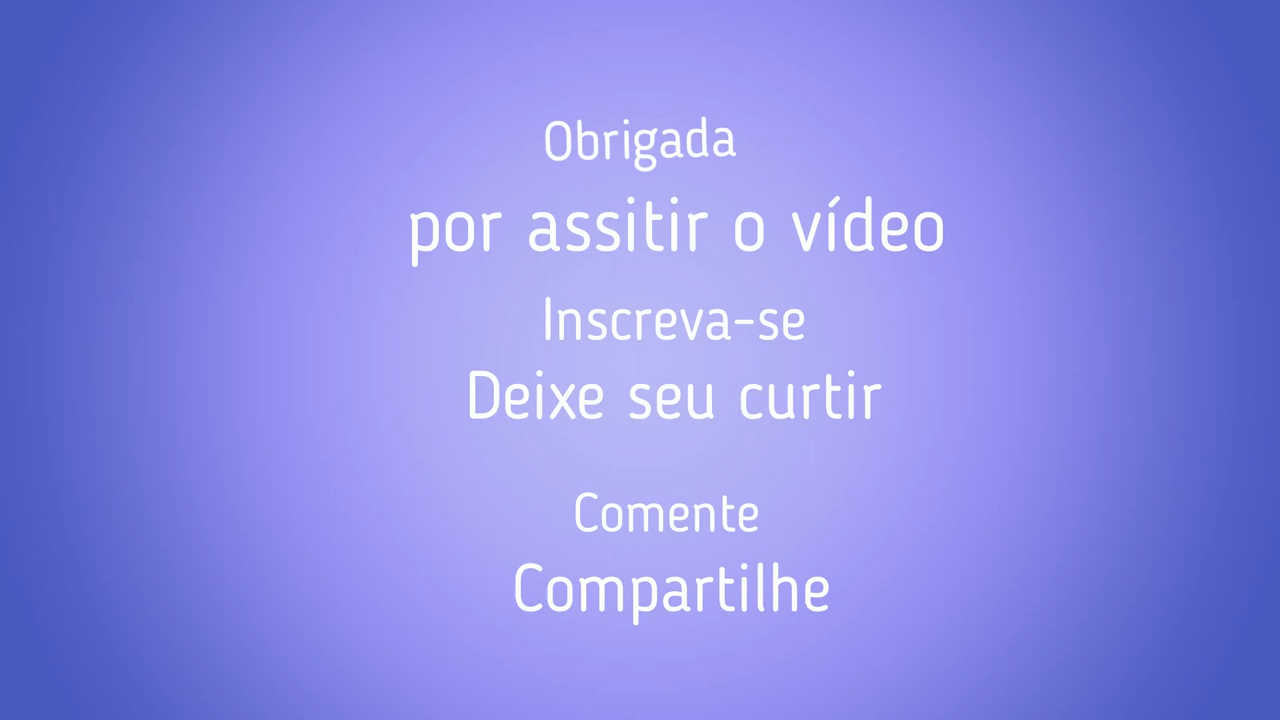 Obrigada
por assitir o vídeo
Inscreva-se
Deixe seu curtir
Comente
Compartilhe